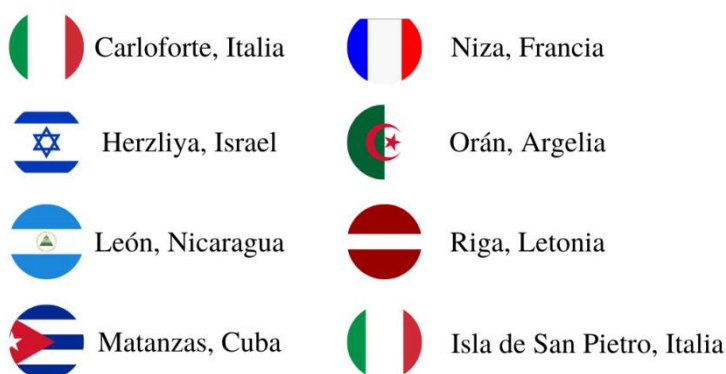 Carloforte, Italia
Niza, Francia
Herzliya, Israel
Orán, Argelia
León, Nicaragua
Riga, Letonia
Matanzas, Cuba
Isla de San Pietro, Italia